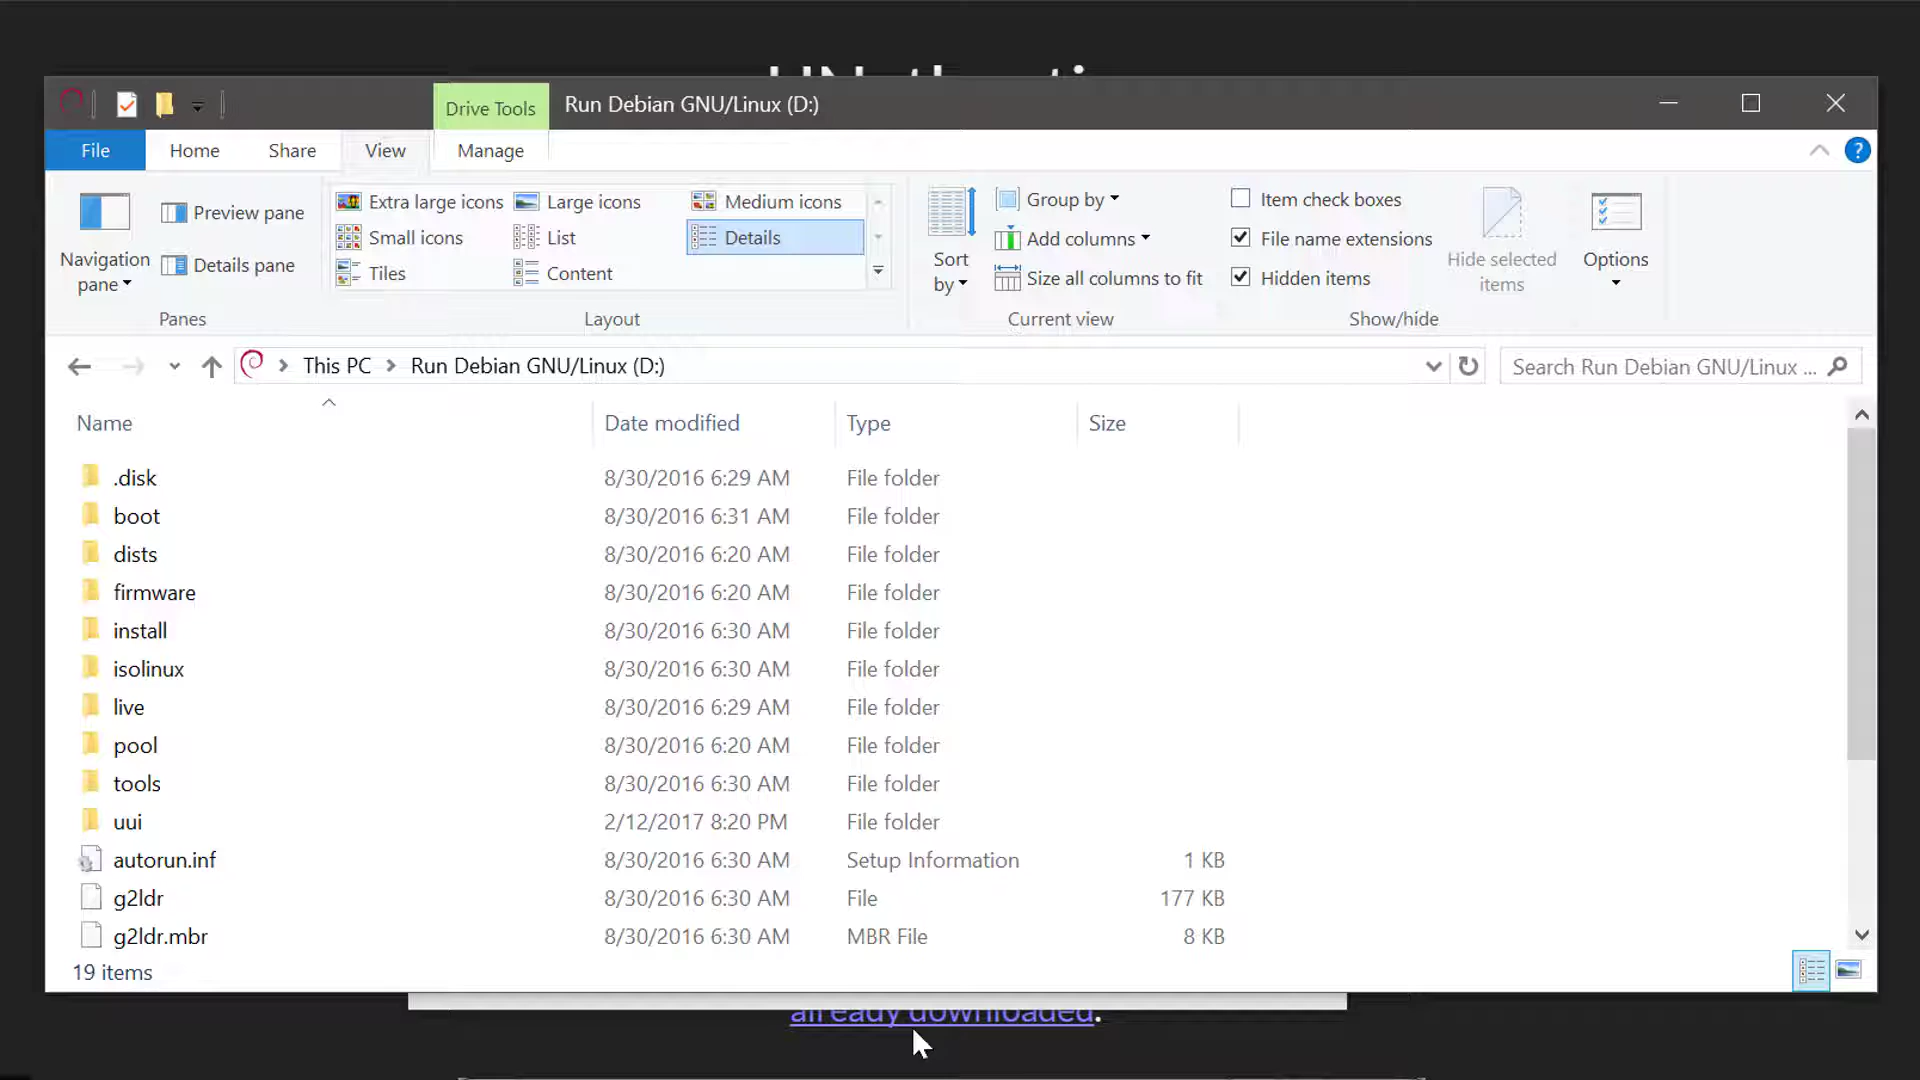 Drive Tools Run Debian GNU/Linux (D:)
File Home Share View Manage
Navigation pane
Preview pane
Details pane
Panes
Extra large icons Large icons Medium icons
Small icons List Details
Tiles Content
Layout
Sort by
Group by
Add columns
Size all columns to fit
Current view
Item check boxes
File name extensions
Hidden items
Hide selected items
Show/hide
Options
This PC Run Debian GNU/Linux (D:) Search Run Debian GNU/Linux ...
Name Date modified Type Size
.disk 8/30/2016 6:29 AM File folder
boot 8/30/2016 6:31 AM File folder
dists 8/30/2016 6:20 AM File folder
firmware 8/30/2016 6:20 AM File folder
install 8/30/2016 6:30 AM File folder
isolinux 8/30/2016 6:30 AM File folder
live 8/30/2016 6:29 AM File folder
pool 8/30/2016 6:20 AM File folder
tools 8/30/2016 6:30 AM File folder
uui 2/12/2017 8:20 PM File folder
autorun.inf 8/30/2016 6:30 AM Setup Information 1 KB
g2ldr 8/30/2016 6:30 AM File 177 KB
g2ldr.mbr 8/30/2016 6:30 AM MBR File 8 KB
19 items
already downloaded.